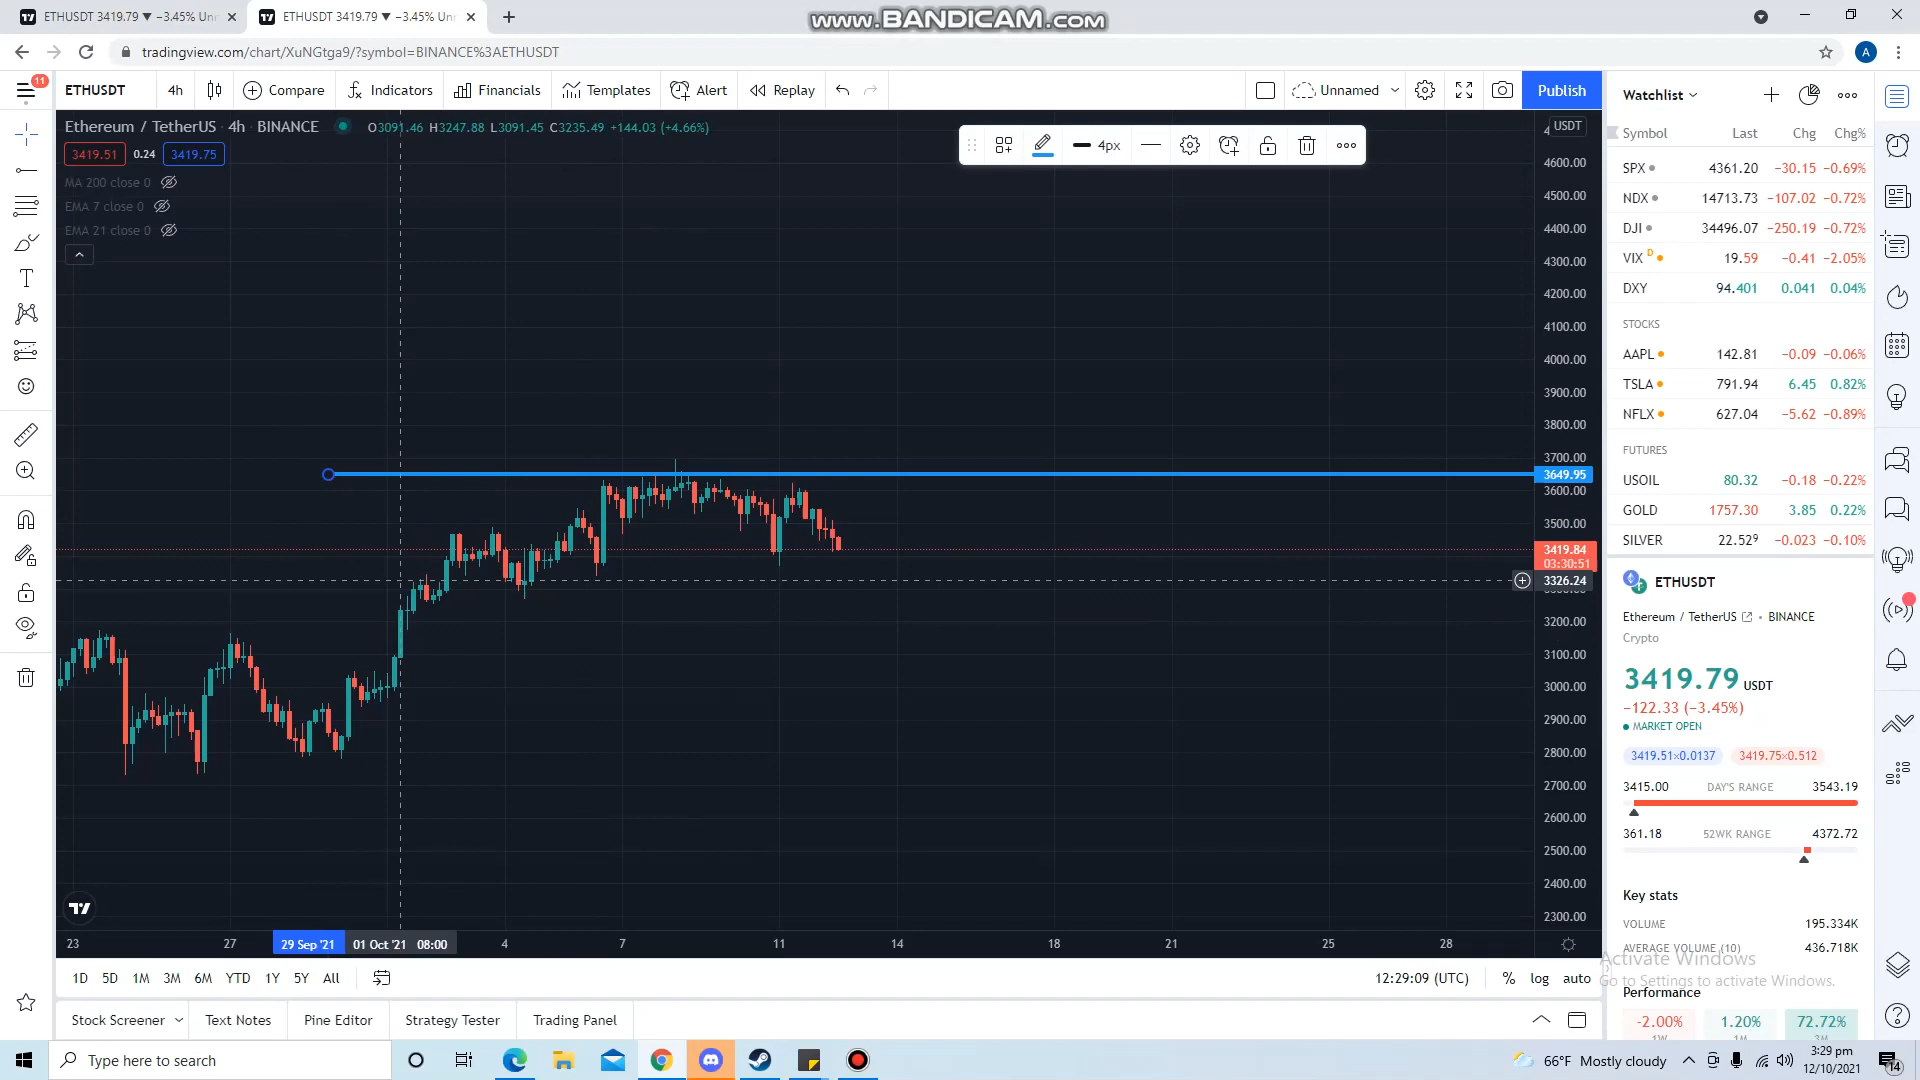 ETHUSDT 3419.79 ▼ −3.45% Unn
ETHUSDT 3419.79 ▼ −3.45% Unn
www.BANDICAM.com
tradingview.com/chart/XuNGtga9/?symbol=BINANCE%3AETHUSDT
A
11
ETHUSDT
4h
Compare
Indicators
Financials
Templates
Alert
Replay
Unnamed
Publish
Ethereum / TetherUS · 4h · BINANCE
O3091.46 H3247.88 L3091.45 C3235.49 +144.03 (+4.66%)
3419.51
0.24
3419.75
MA 200 close 0
EMA 7 close 0
EMA 21 close 0
4px
USDT
4600.00
4500.00
4400.00
4300.00
4200.00
4100.00
4000.00
3900.00
3800.00
3700.00
3649.95
3600.00
3500.00
3419.84
03:30:51
3326.24
3200.00
3100.00
3000.00
2900.00
2800.00
2700.00
2600.00
2500.00
2400.00
2300.00
23
27
29 Sep '21
01 Oct '21 08:00
4
7
11
14
18
21
25
28
1D
5D
1M
3M
6M
YTD
1Y
5Y
All
12:29:09 (UTC)
%
log
auto
Stock Screener
Text Notes
Pine Editor
Strategy Tester
Trading Panel
Watchlist
Symbol Last Chg Chg%
SPX 4361.20 −30.15 −0.69%
NDX 14713.73 −107.02 −0.72%
DJI 34496.07 −250.19 −0.72%
VIX D 19.59 −0.41 −2.05%
DXY 94.401 0.041 0.04%
STOCKS
AAPL 142.81 −0.09 −0.06%
TSLA 791.94 6.45 0.82%
NFLX 627.04 −5.62 −0.89%
FUTURES
USOIL 80.32 −0.18 −0.22%
GOLD 1757.30 3.85 0.22%
SILVER 22.529 −0.023 −0.10%
ETHUSDT
Ethereum / TetherUS • BINANCE
Crypto
3419.79 USDT
−122.33 (−3.45%)
MARKET OPEN
3419.51×0.0137
3419.75×0.512
3415.00 DAY'S RANGE 3543.19
361.18 52WK RANGE 4372.72
Key stats
VOLUME 195.334K
AVERAGE VOLUME (10) 436.718K
Activate Windows
Go to Settings to activate Windows.
Performance
-2.00%
1.20%
72.72%
1W
1M
3M
Type here to search
66°F Mostly cloudy
3:29 pm
12/10/2021
14